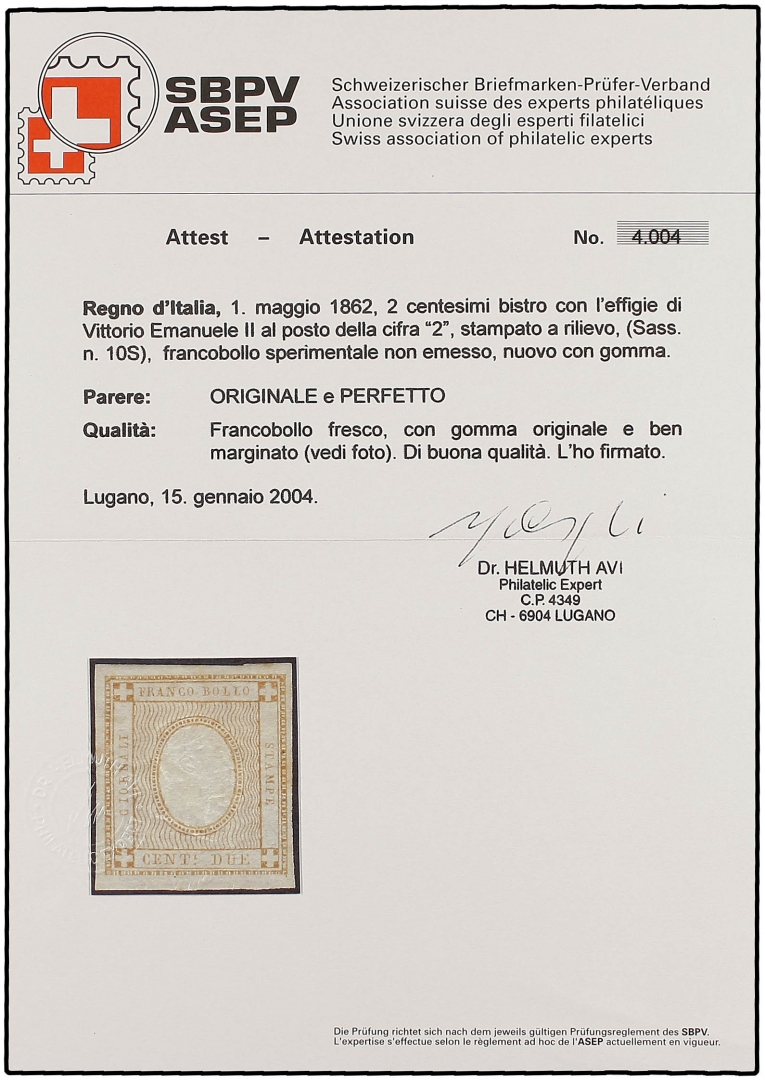 SBPV
ASEP
Schweizerischer Briefmarken-Prüfer-Verband
Association suisse des experts philatéliques
Unione svizzera degli esperti filatelici
Swiss association of philatelic experts
Attest – Attestation No. 4.004
Regno d'Italia, 1. maggio 1862, 2 centesimi bistro con l'effigie di
Vittorio Emanuele II al posto della cifra "2", stampato a rilievo, (Sass.
n. 10S), francobollo sperimentale non emesso, nuovo con gomma.
Parere: ORIGINALE e PERFETTO
Qualità: Francobollo fresco, con gomma originale e ben
marginato (vedi foto). Di buona qualità. L'ho firmato.
Lugano, 15. gennaio 2004.
Dr. HELMUTH AVI
Philatelic Expert
C.P. 4349
CH - 6904 LUGANO
FRANCO BOLLO
GIORNALI
STAMPE
CENT. DUE
Die Prüfung richtet sich nach dem jeweils gültigen Prüfungsreglement des SBPV.
L'expertise s'effectue selon le règlement ad hoc de l'ASEP actuellement en vigueur.